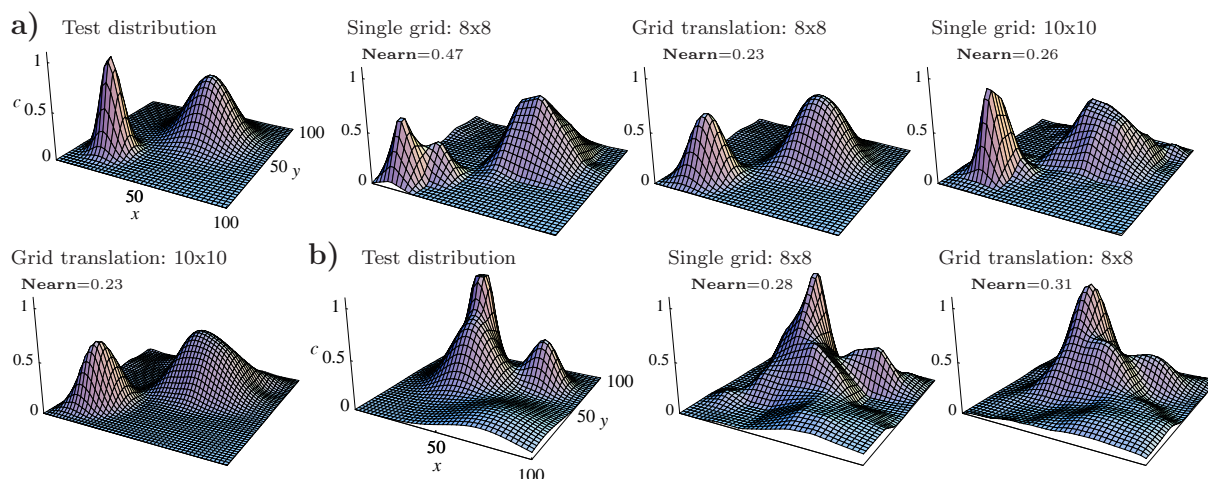 a) Test distribution
1
c
0.5
0
50
x
100
50 y
100
Single grid: 8x8
Nearn=0.47
1
0.5
0
Grid translation: 8x8
Nearn=0.23
1
0.5
0
Single grid: 10x10
Nearn=0.26
1
0.5
0
Grid translation: 10x10
Nearn=0.23
1
0.5
0
b) Test distribution
1
c
0.5
0
50
x
100
50 y
100
Single grid: 8x8
Nearn=0.28
1
0.5
0
Grid translation: 8x8
Nearn=0.31
1
0.5
0